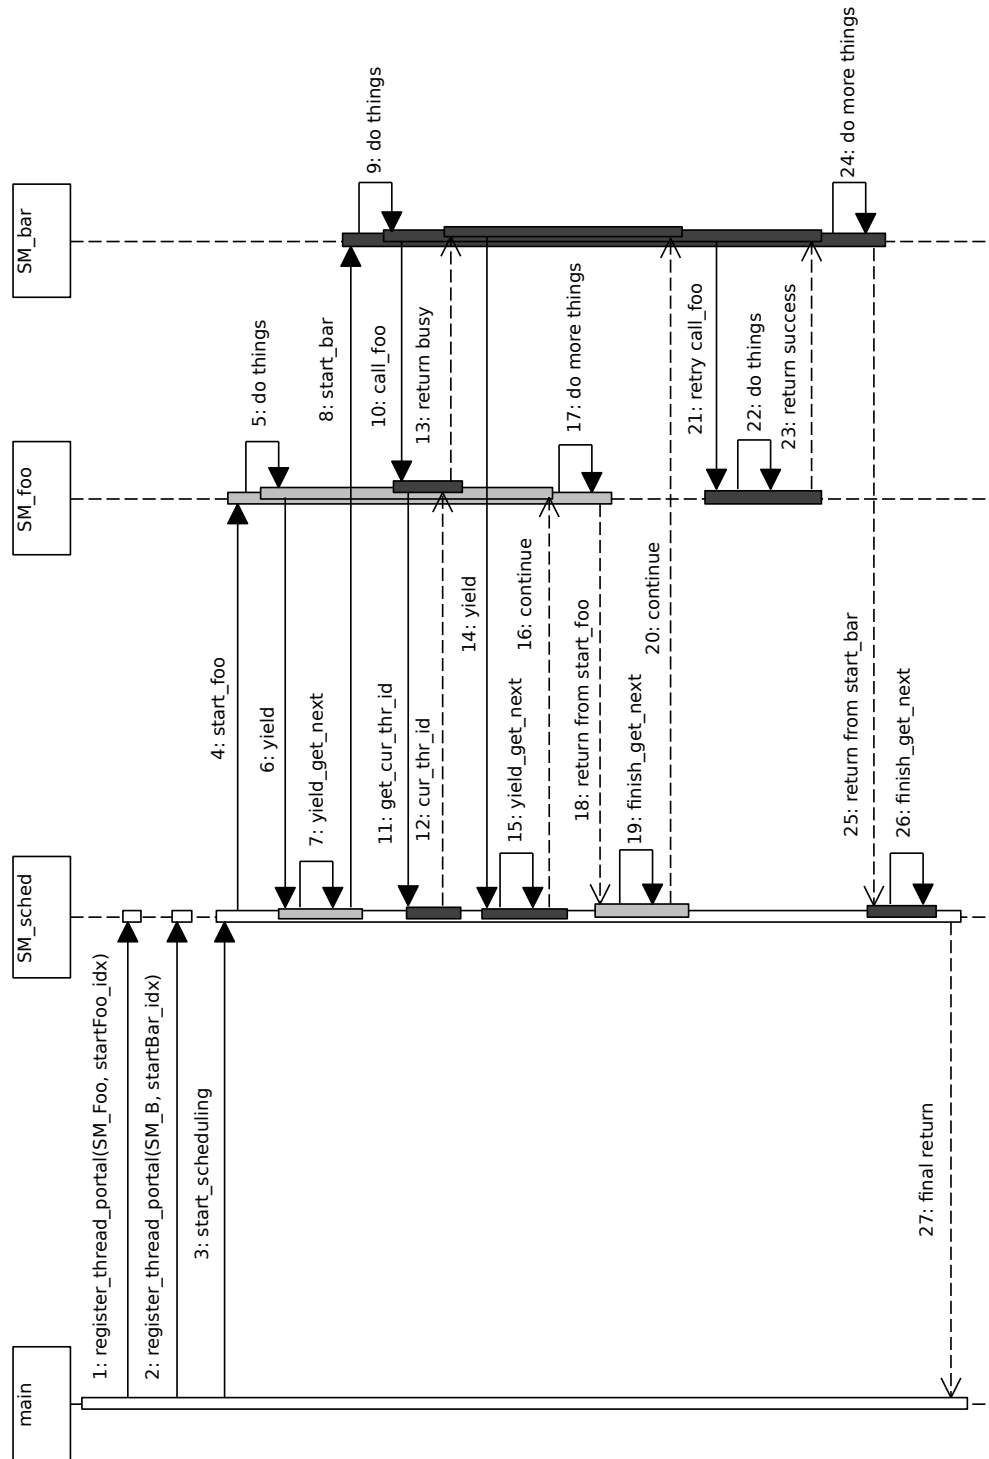 main
SM_sched
SM_foo
SM_bar
1: register_thread_portal(SM_Foo, startFoo_idx)
2: register_thread_portal(SM_B, startBar_idx)
3: start_scheduling
4: start_foo
5: do things
6: yield
7: yield_get_next
8: start_bar
9: do things
10: call_foo
11: get_cur_thr_id
12: cur_thr_id
13: return busy
14: yield
15: yield_get_next
16: continue
17: do more things
18: return from start_foo
19: finish_get_next
20: continue
21: retry call_foo
22: do things
23: return success
24: do more things
25: return from start_bar
26: finish_get_next
27: final return